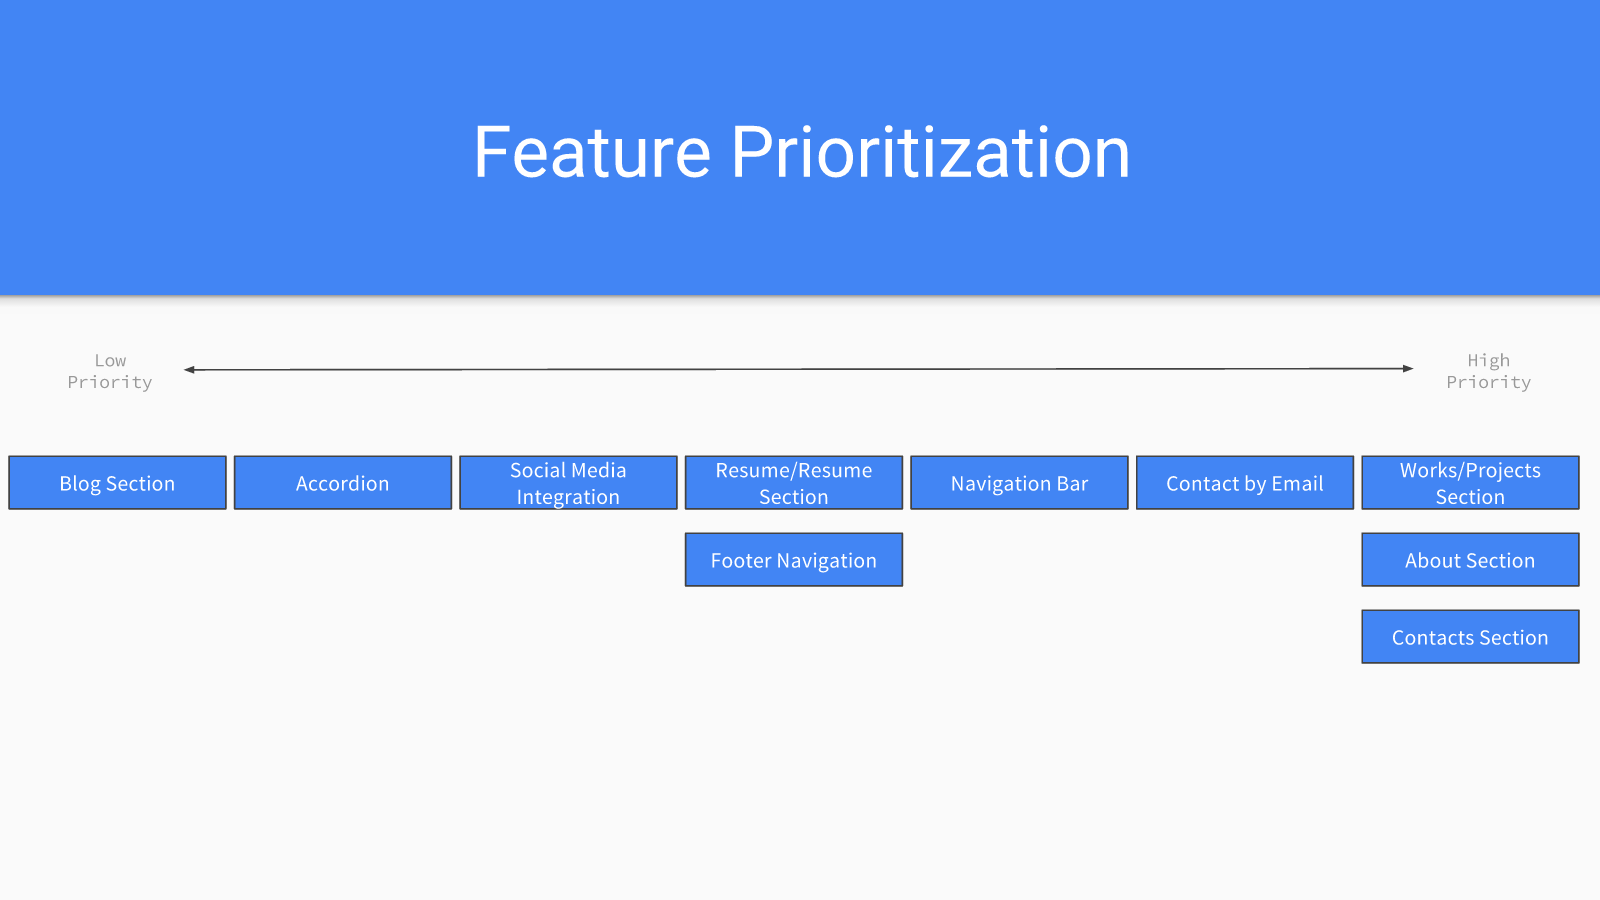 Feature Prioritization
Low
Priority
High
Priority
Blog Section
Accordion
Social Media
Integration
Resume/Resume
Section
Navigation Bar
Contact by Email
Works/Projects
Section
Footer Navigation
About Section
Contacts Section